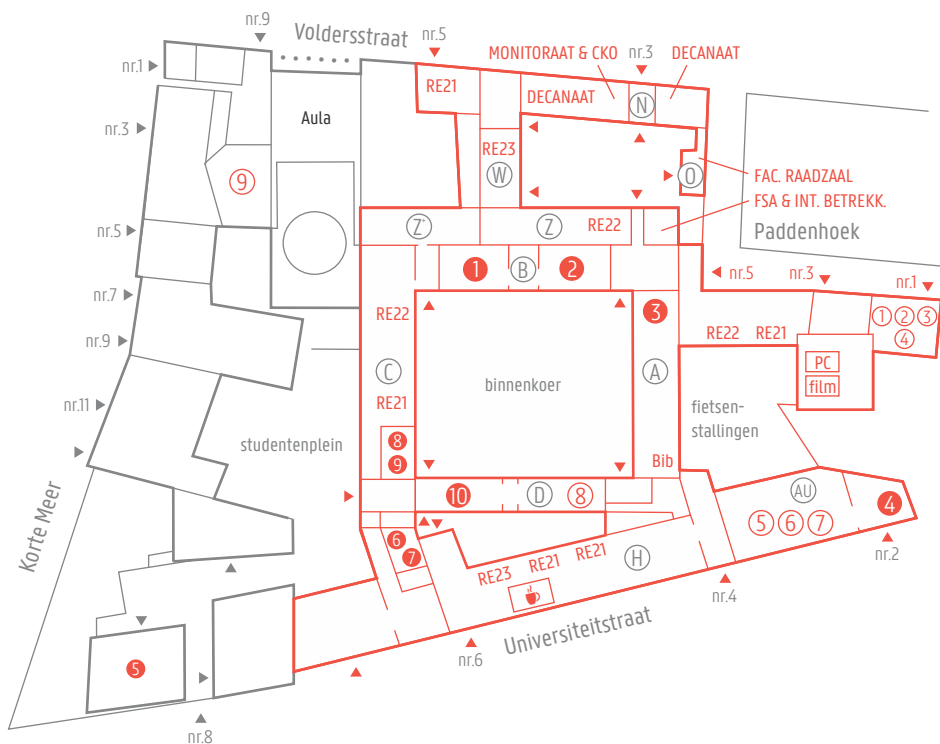 nr.9
Voldersstraat
nr.5
MONITORAAT & CKO
nr.3
DECANAAT
nr.1
RE21
DECANAAT
N
Aula
nr.3
RE23
W
O
FAC. RAADZAAL
9
FSA & INT. BETREKK.
Z+
Z
RE22
Paddenhoek
nr.5
1
B
2
nr.5
nr.3
nr.1
nr.7
RE22
3
1 2 3
4
nr.9
RE22 RE21
C
A
PC
film
binnenkoer
RE21
nr.11
fietsen-
stallingen
studentenplein
8
9
Bib
Korte Meer
10
D
8
AU
4
5 6 7
6
7
nr.2
RE23 RE21 RE21
H
nr.4
Universiteitstraat
nr.6
5
nr.8